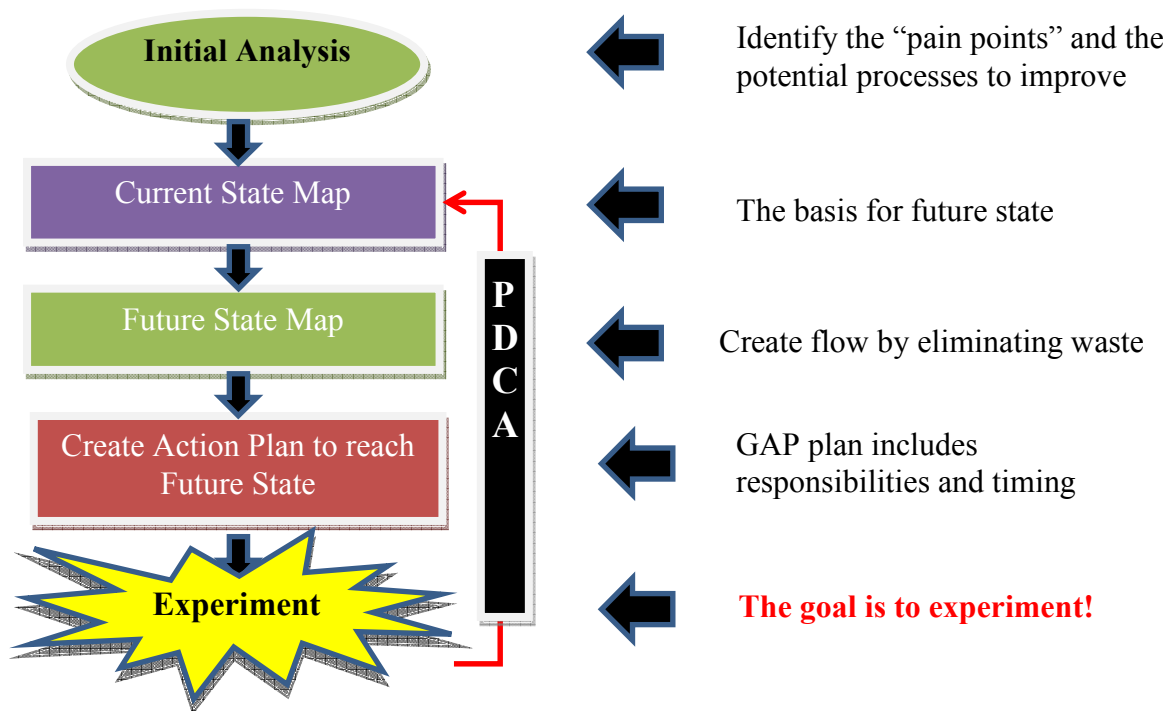 Initial Analysis
Identify the “pain points” and the
potential processes to improve
Current State Map
The basis for future state
Future State Map
Create flow by eliminating waste
Create Action Plan to reach
Future State
GAP plan includes
responsibilities and timing
Experiment
The goal is to experiment!
P
D
C
A